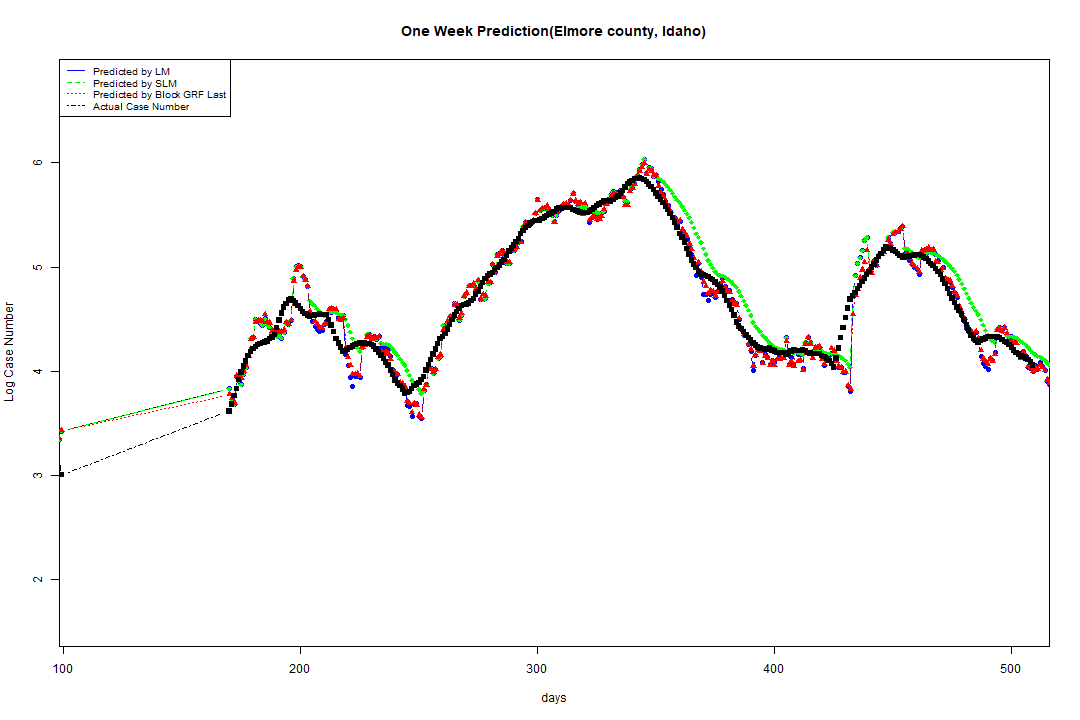 One Week Prediction(Elmore county, Idaho)
Predicted by LM
Predicted by SLM
Predicted by Block GRF Last
Actual Case Number
6
5
4
3
2
Log Case Number
100 200 300 400 500
days